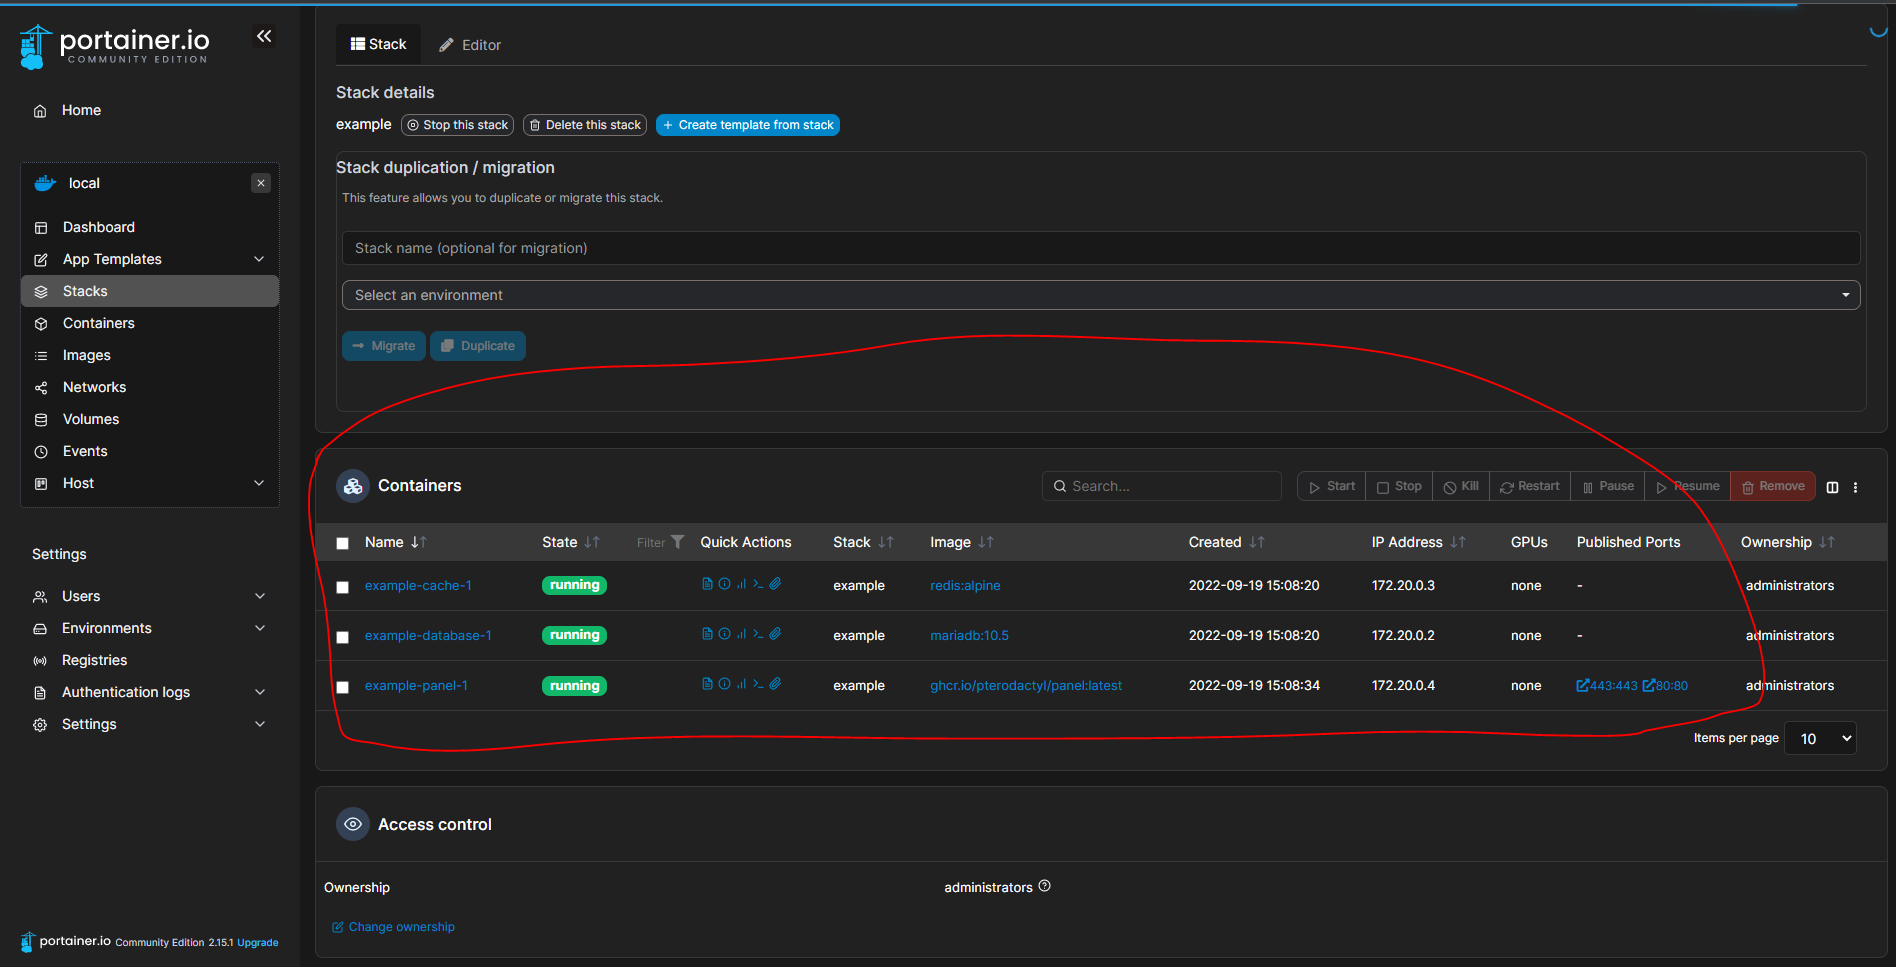 portainer.io
COMMUNITY EDITION
Home
local
Dashboard
App Templates
Stacks
Containers
Images
Networks
Volumes
Events
Host
Settings
Users
Environments
Registries
Authentication logs
Settings
portainer.io Community Edition 2.15.1 Upgrade
Stack Editor
Stack details
example Stop this stack Delete this stack + Create template from stack
Stack duplication / migration
This feature allows you to duplicate or migrate this stack.
Stack name (optional for migration)
Select an environment
Migrate Duplicate
Containers Search... Start Stop Kill Restart Pause Resume Remove
Name State Filter Quick Actions Stack Image Created IP Address GPUs Published Ports Ownership
example-cache-1 running example redis:alpine 2022-09-19 15:08:20 172.20.0.3 none - administrators
example-database-1 running example mariadb:10.5 2022-09-19 15:08:20 172.20.0.2 none - administrators
example-panel-1 running example ghcr.io/pterodactyl/panel:latest 2022-09-19 15:08:34 172.20.0.4 none 443:443 80:80 administrators
Items per page 10
Access control
Ownership administrators
Change ownership